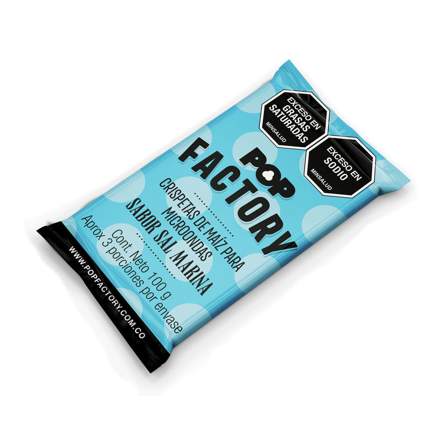 EXCESO EN
GRASAS
SATURADAS
MINSALUD
EXCESO EN
SODIO
MINSALUD
POP
FACTORY
CRISPETAS DE MAÍZ PARA
MICROONDAS
SABOR SAL MARINA
Cont. Neto 100 g
Aprox 3 porciones por envase
WWW.POPFACTORY.COM.CO